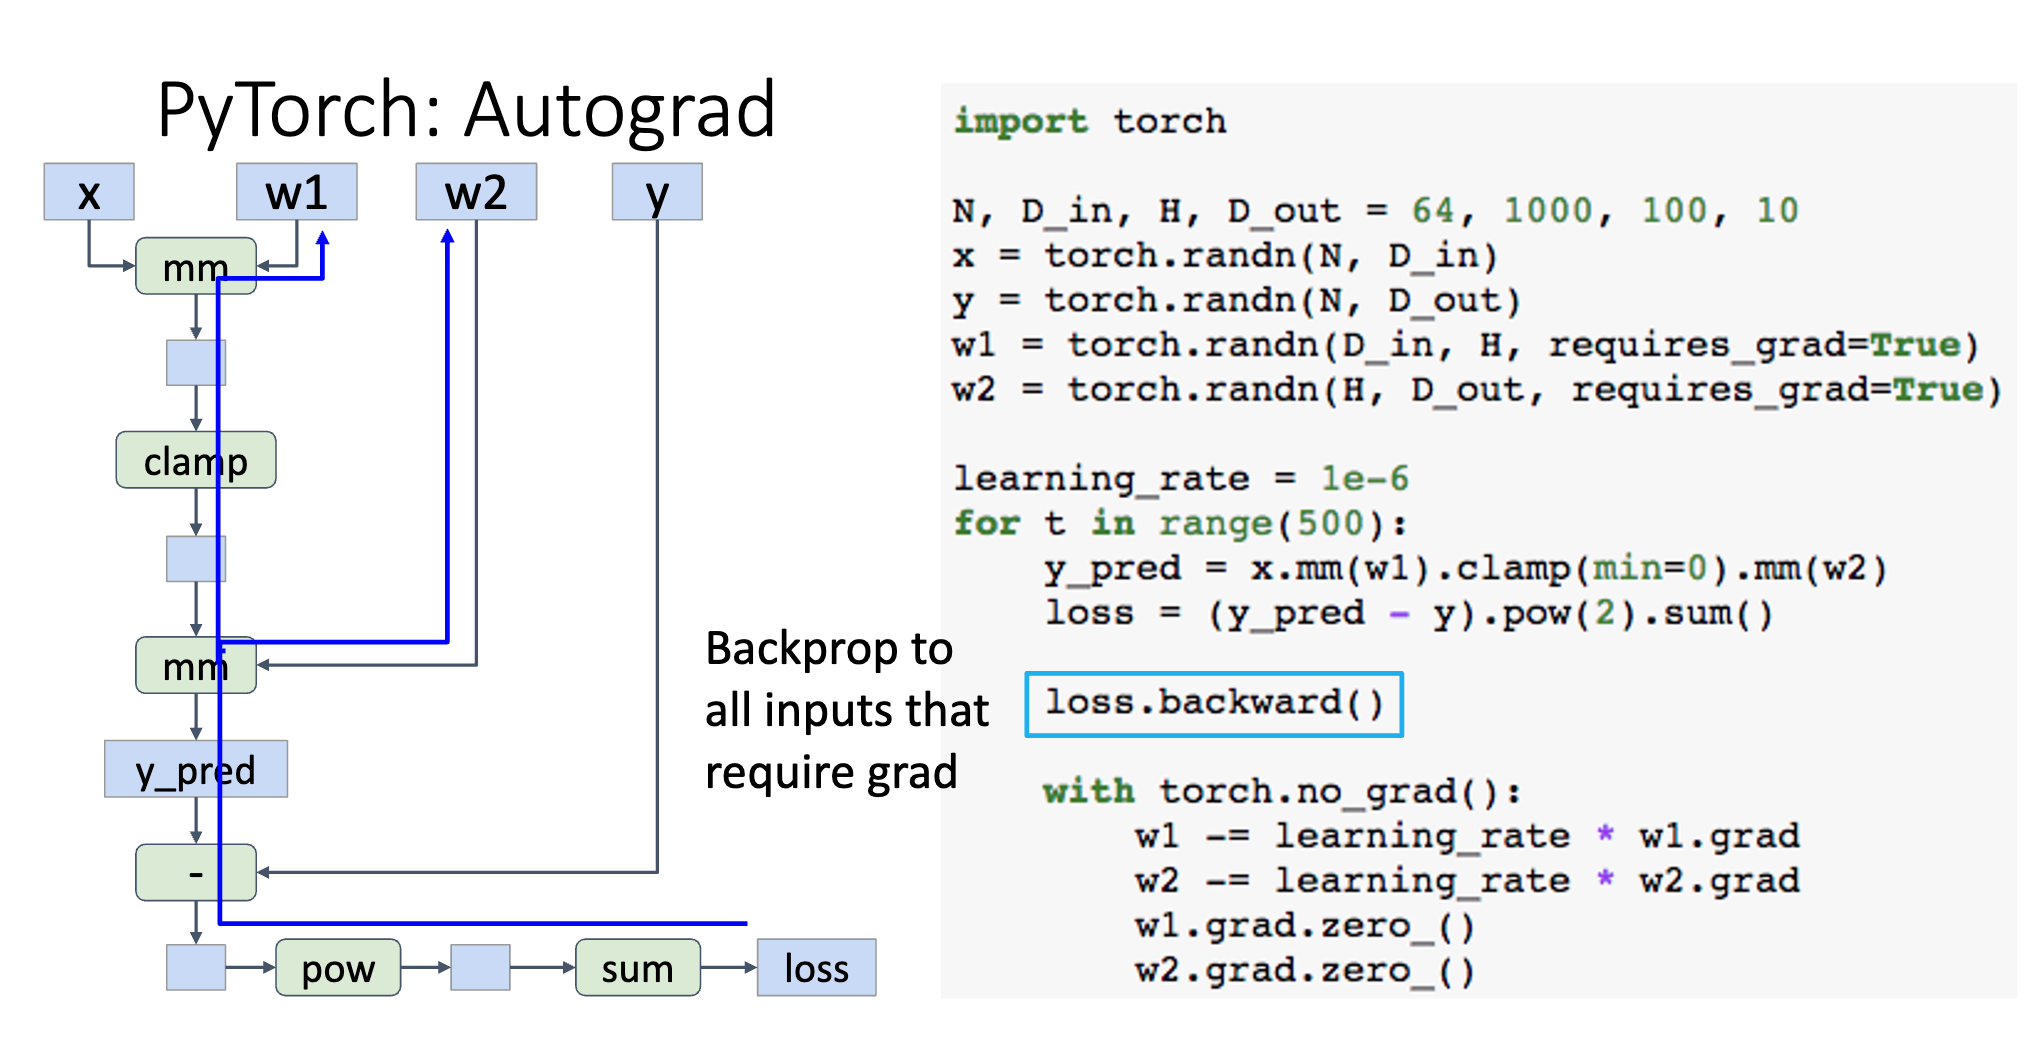 PyTorch: Autograd
x
w1
w2
y
mm
clamp
mm
y_pred
-
pow
sum
loss
Backprop to
all inputs that
require grad
import torch
N, D_in, H, D_out = 64, 1000, 100, 10
x = torch.randn(N, D_in)
y = torch.randn(N, D_out)
w1 = torch.randn(D_in, H, requires_grad=True)
w2 = torch.randn(H, D_out, requires_grad=True)
learning_rate = 1e-6
for t in range(500):
    y_pred = x.mm(w1).clamp(min=0).mm(w2)
    loss = (y_pred - y).pow(2).sum()
    loss.backward()
    with torch.no_grad():
        w1 -= learning_rate * w1.grad
        w2 -= learning_rate * w2.grad
        w1.grad.zero_()
        w2.grad.zero_()